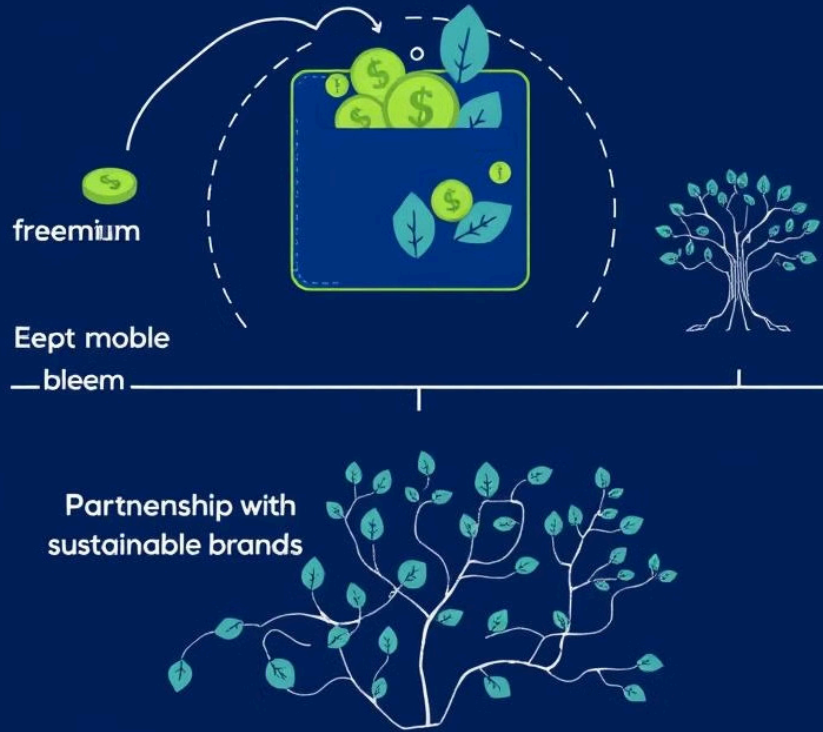 freemium
Eept moble
bleem
Partnenship with
sustainable brands